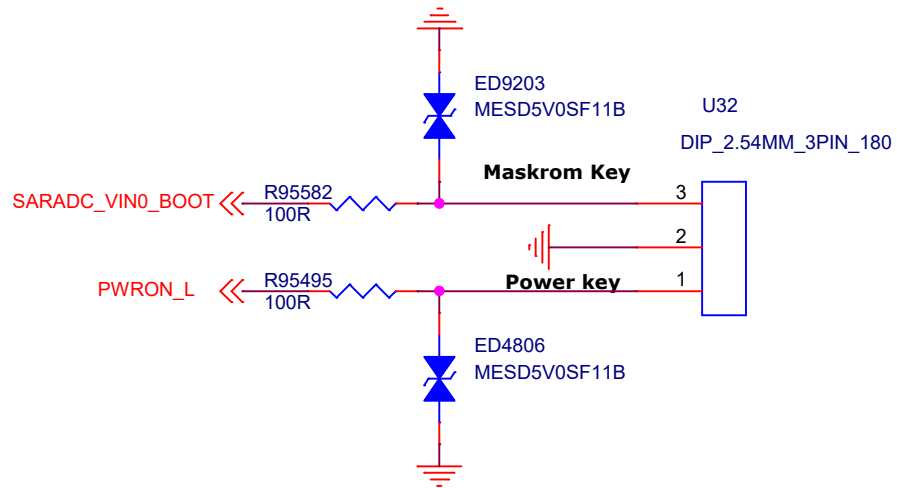 ED9203
MESD5V0SF11B
U32
DIP_2.54MM_3PIN_180
Maskrom Key
SARADC_VIN0_BOOT
R95582
100R
3
2
PWRON_L
R95495
100R
Power key
1
ED4806
MESD5V0SF11B